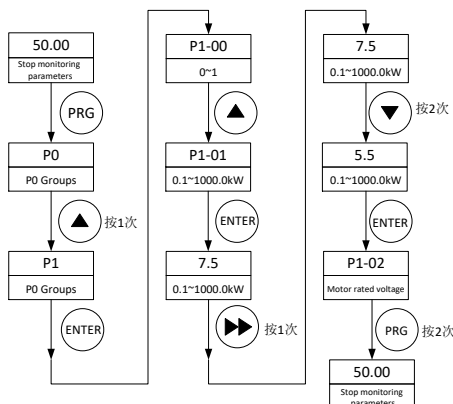 50.00
Stop monitoring
parameters
PRG
P0
P0 Groups
按1次
P1
P0 Groups
ENTER
P1-00
0~1
P1-01
0.1~1000.0kW
ENTER
7.5
0.1~1000.0kW
按1次
7.5
0.1~1000.0kW
按2次
5.5
0.1~1000.0kW
ENTER
P1-02
Motor rated voltage
PRG
按2次
50.00
Stop monitoring
parameters